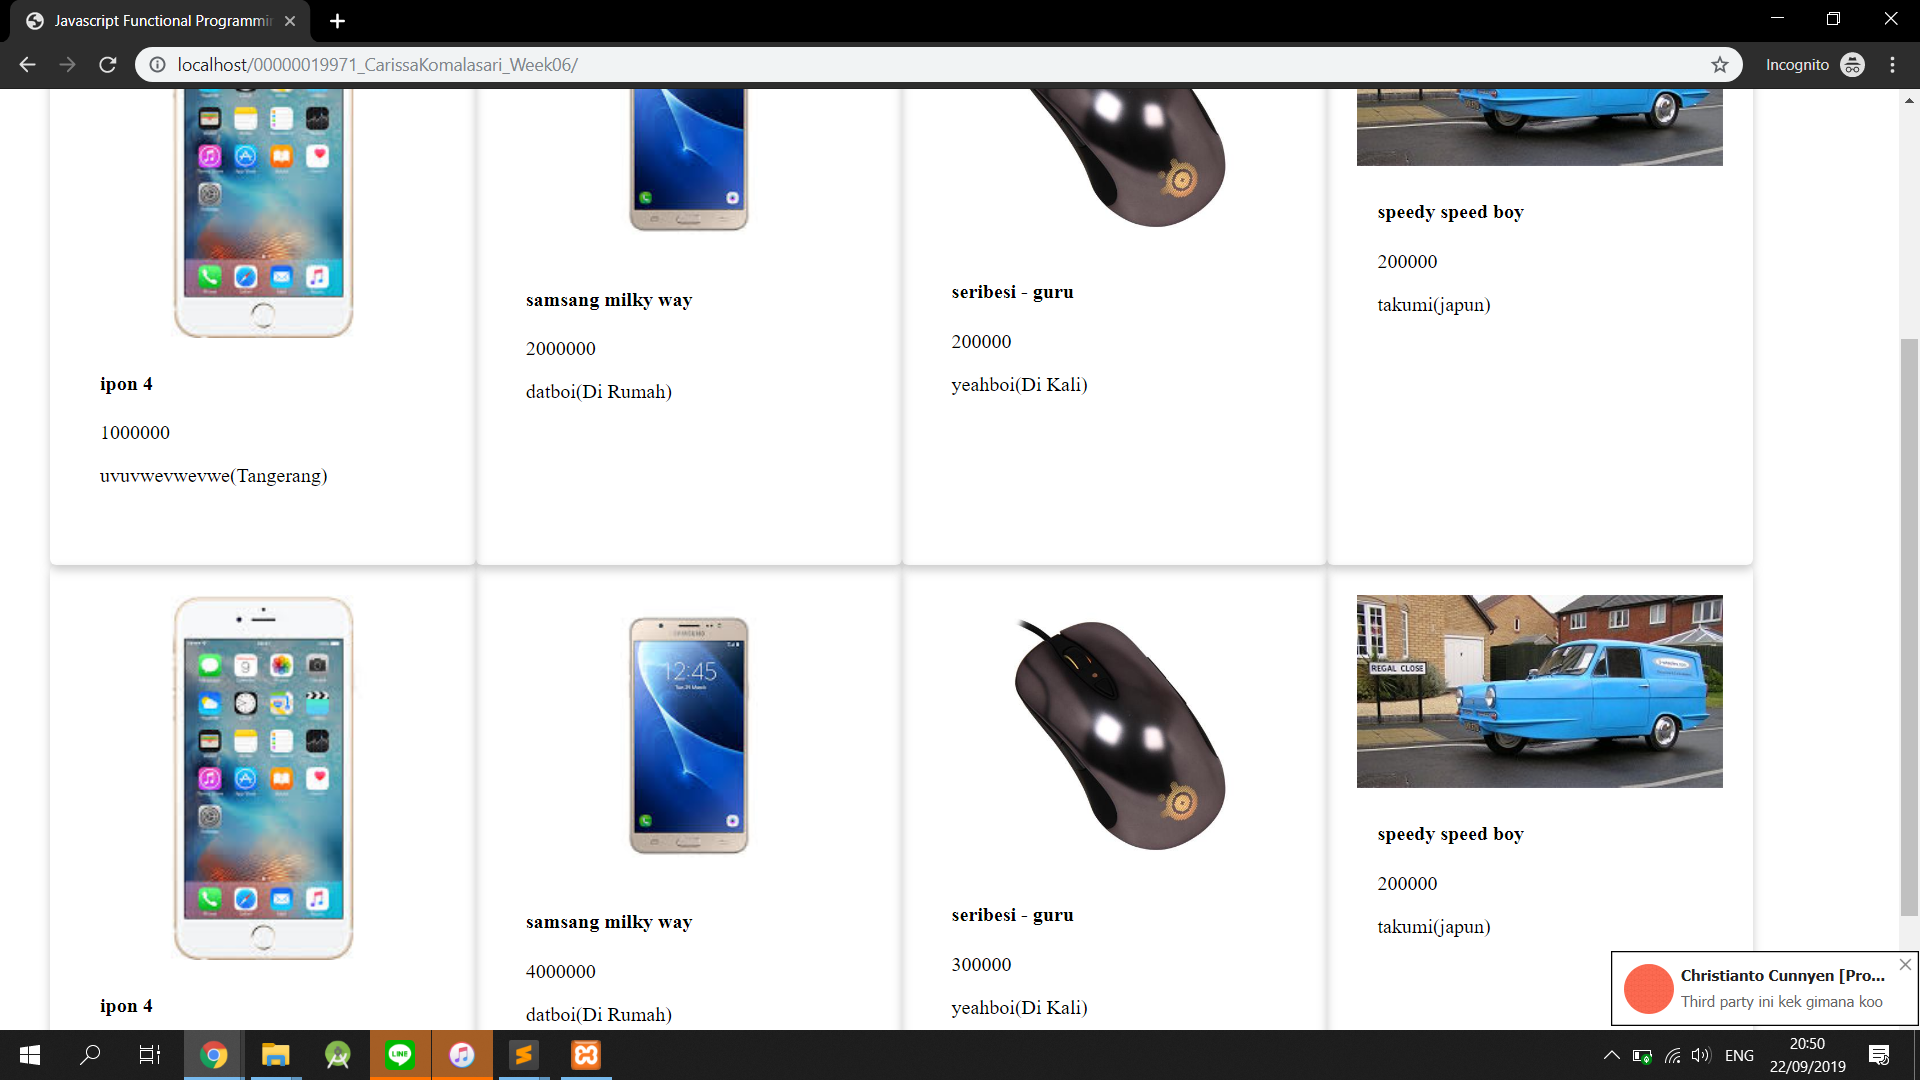 Javascript Functional Programmin
localhost/00000019971_CarissaKomalasari_Week06/
Incognito
speedy speed boy
200000
takumi(japun)
samsang milky way
2000000
datboi(Di Rumah)
seribesi - guru
200000
yeahboi(Di Kali)
ipon 4
1000000
uvuvwevwevwe(Tangerang)
12:45
REGAL CLOSE
speedy speed boy
200000
takumi(japun)
samsang milky way
4000000
datboi(Di Rumah)
seribesi - guru
300000
yeahboi(Di Kali)
ipon 4
Christianto Cunnyen [Pro...
Third party ini kek gimana koo
LINE
ENG
20:50
22/09/2019